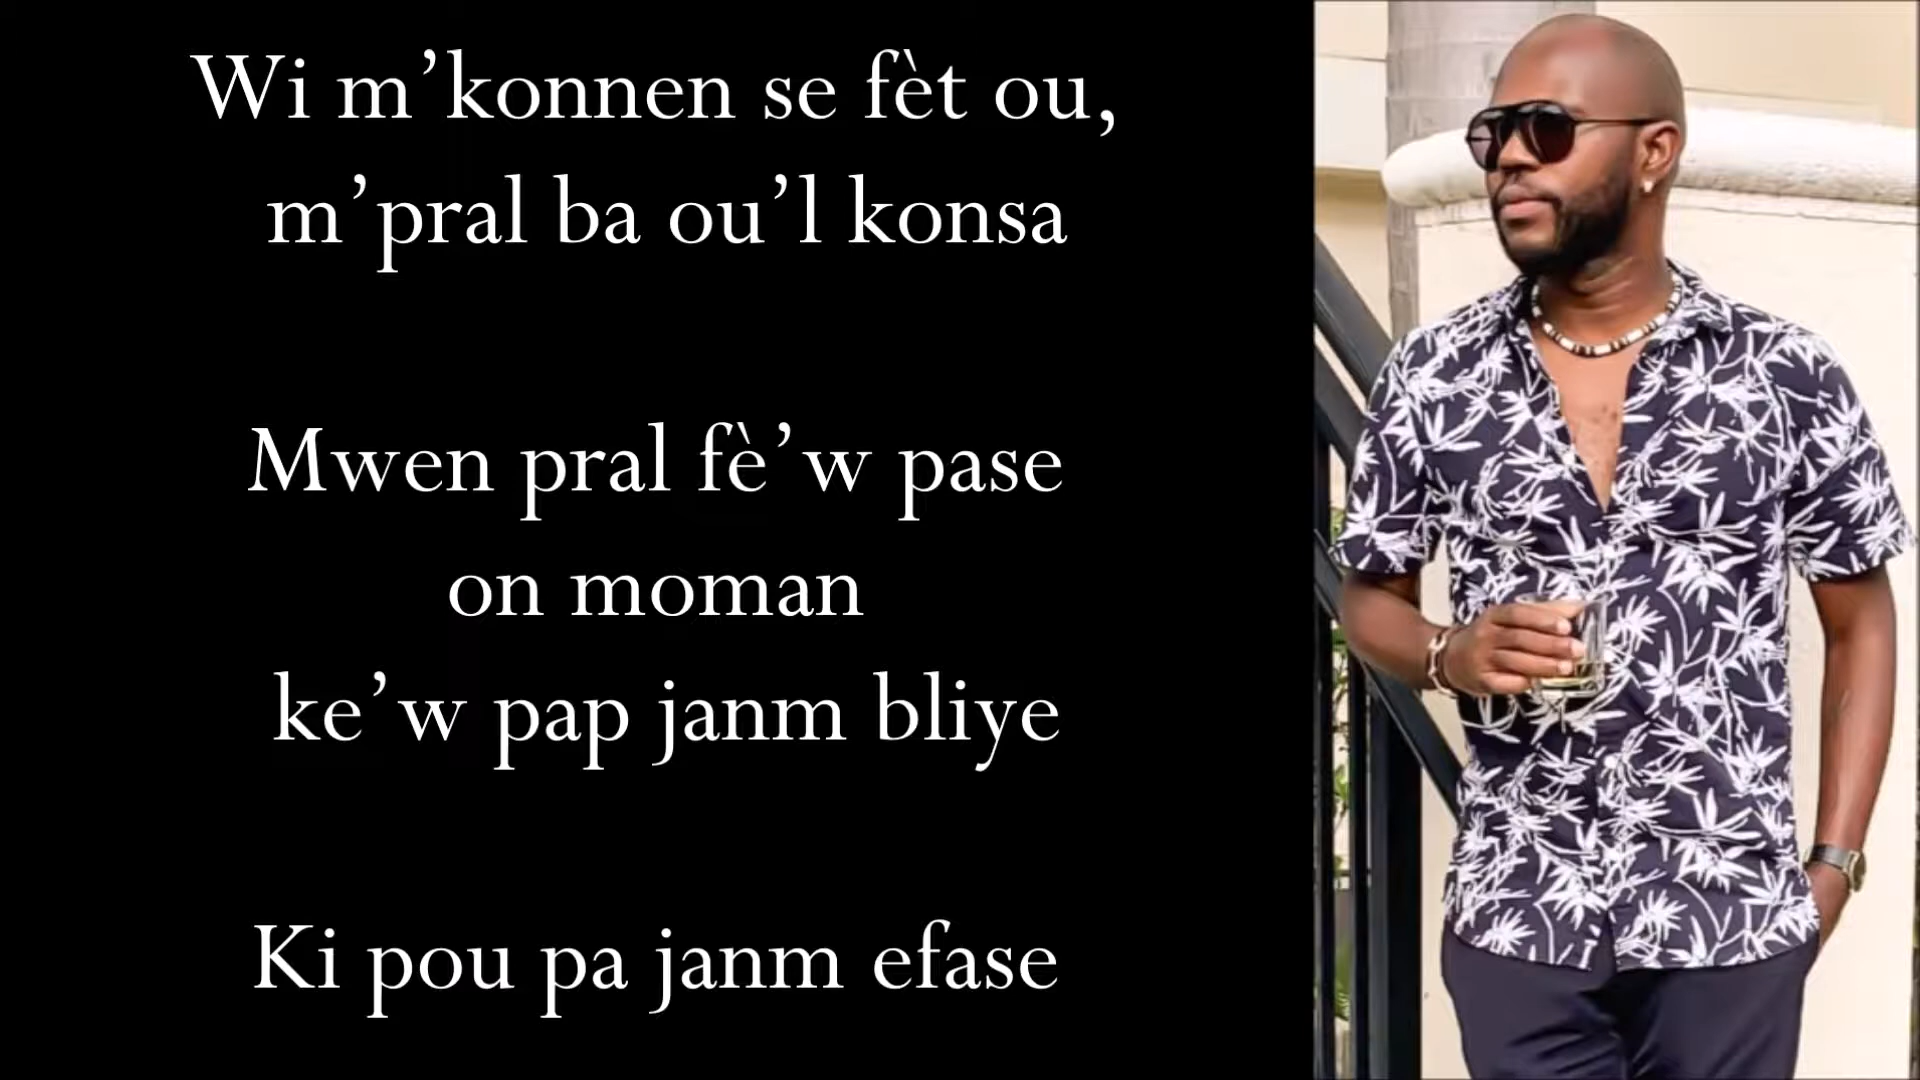 Wi m’konnen se fèt ou,
m’pral ba ou’l konsa
Mwen pral fè’w pase
on moman
ke’w pap janm bliye
Ki pou pa janm efase